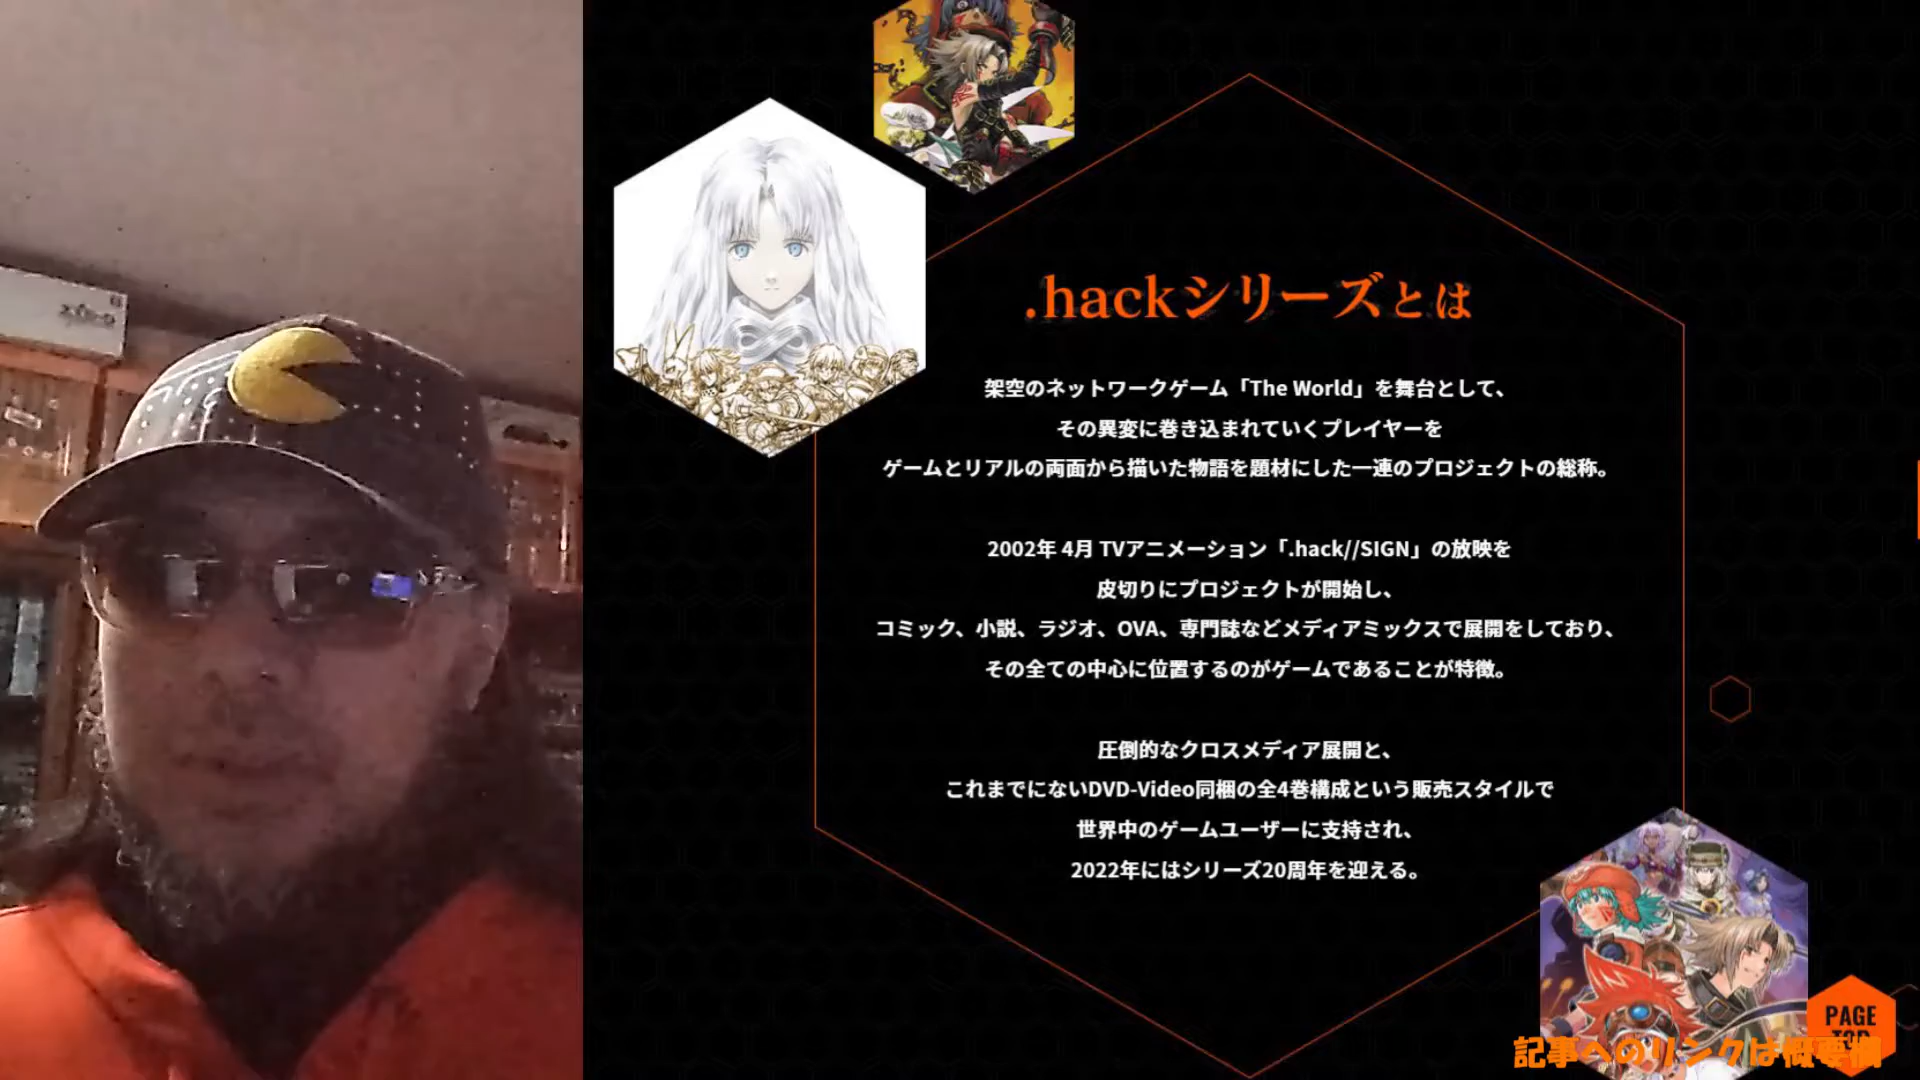 .hackシリーズとは
架空のネットワークゲーム「The World」を舞台として、
その異変に巻き込まれていくプレイヤーを
ゲームとリアルの両面から描いた物語を題材にした一連のプロジェクトの総称。
2002年 4月 TVアニメーション「.hack//SIGN」の放映を
皮切りにプロジェクトが開始し、
コミック、小説、ラジオ、OVA、専門誌などメディアミックスで展開をしており、
その全ての中心に位置するのがゲームであることが特徴。
圧倒的なクロスメディア展開と、
これまでにないDVD-Video同梱の全4巻構成という販売スタイルで
世界中のゲームユーザーに支持され、
2022年にはシリーズ20周年を迎える。
PAGE
TOP
記事へのリンクは概要欄